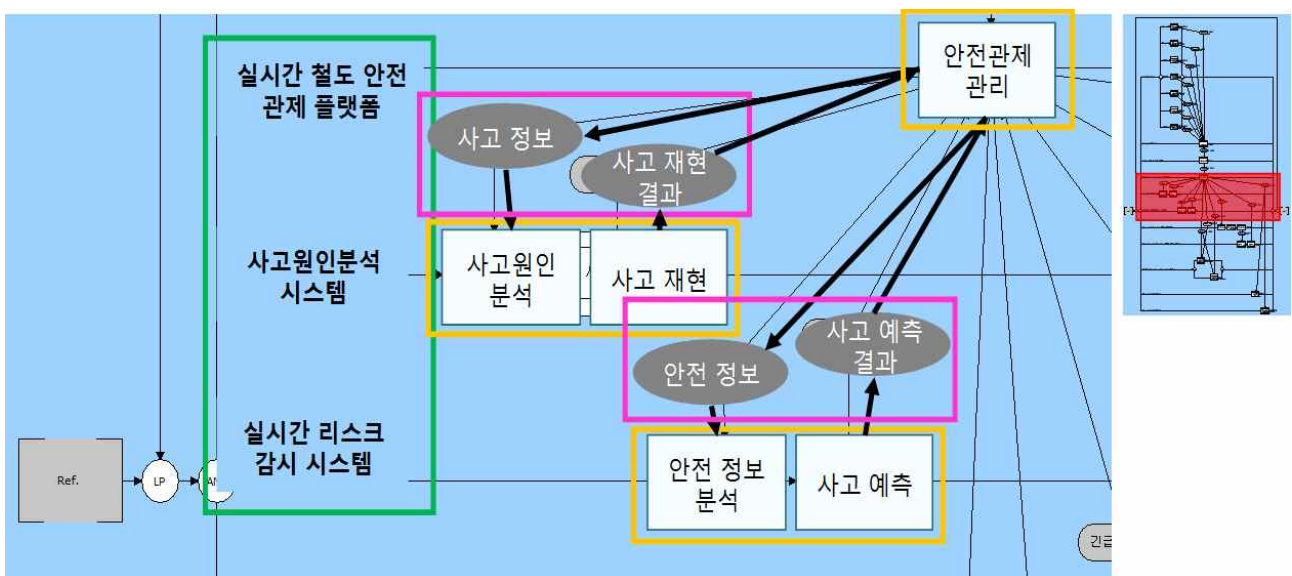 실시간 철도 안전
관제 플랫폼
안전관제
관리
사고 정보
사고 재현
결과
사고원인분석
시스템
사고원인
분석
사고 재현
사고 예측
결과
안전 정보
실시간 리스크
감시 시스템
안전 정보
분석
사고 예측
Ref.
LP
AN
긴급